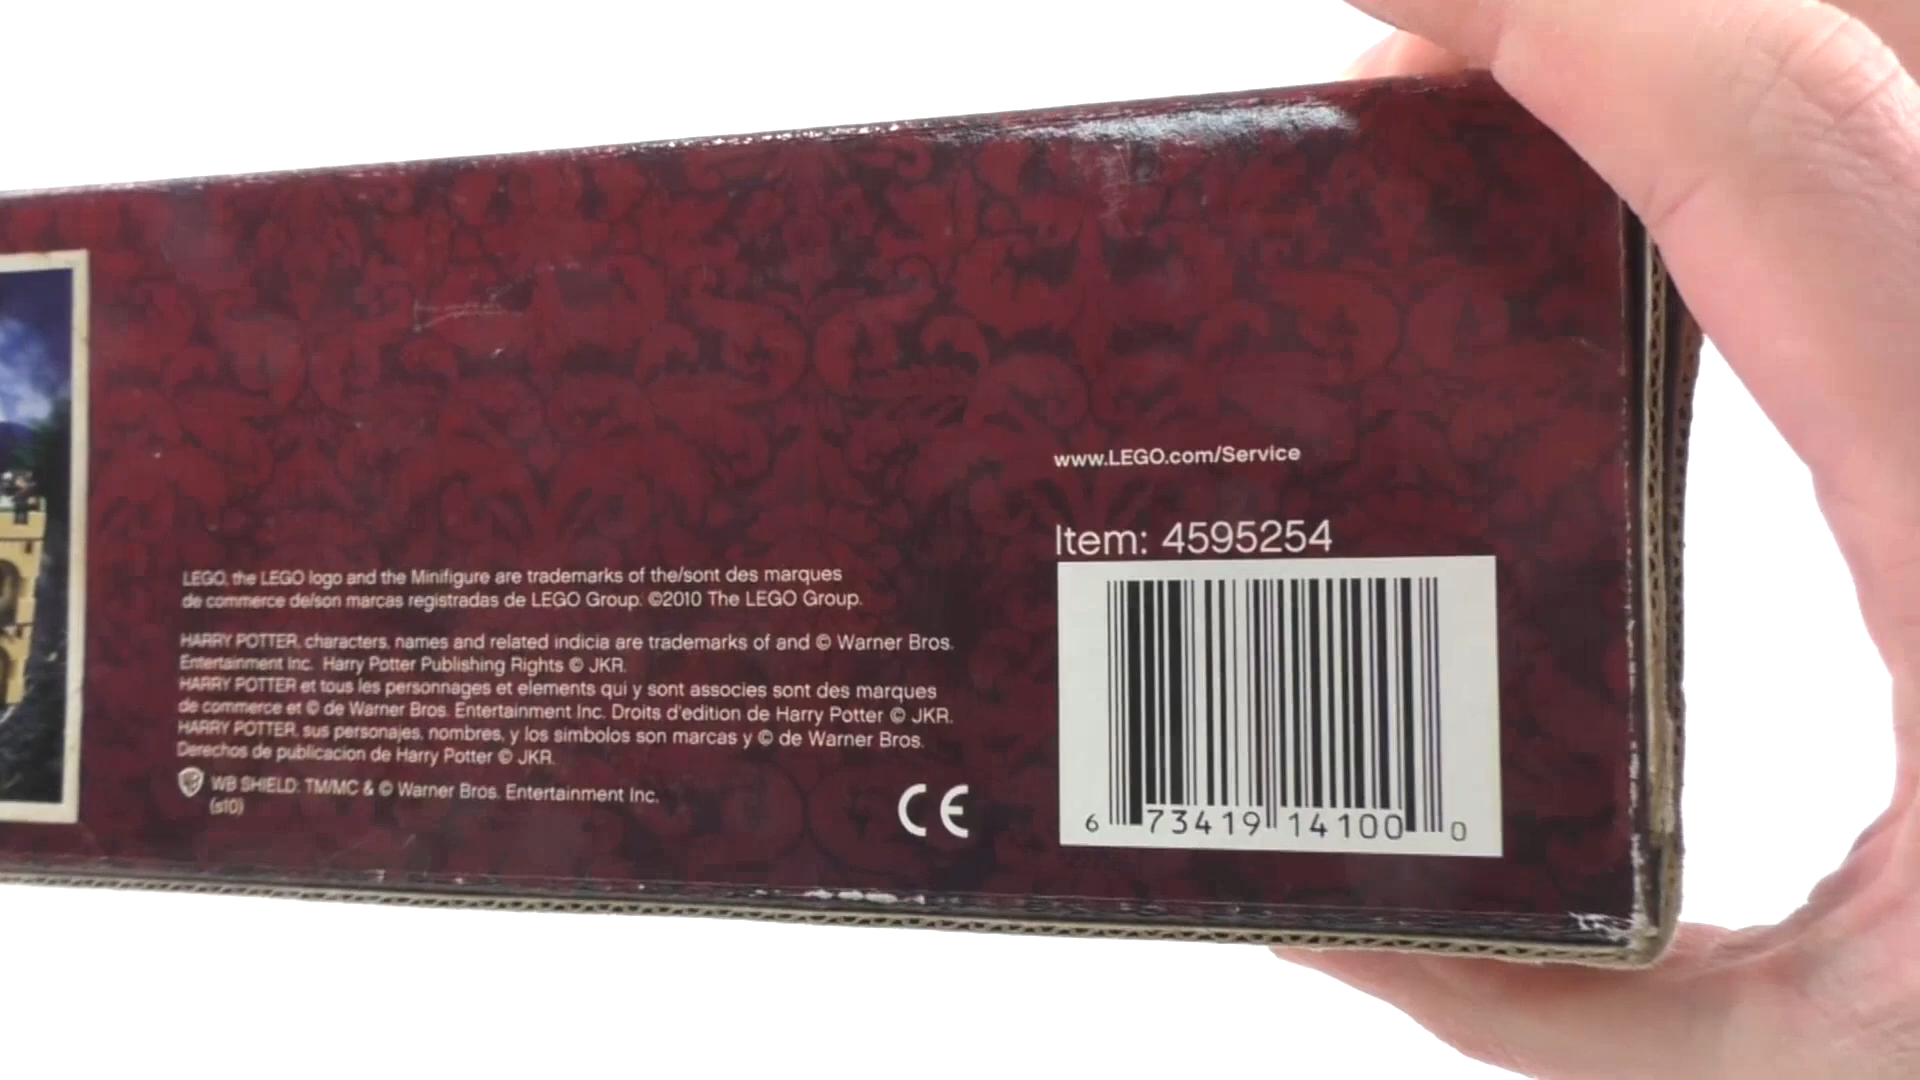 LEGO, the LEGO logo and the Minifigure are trademarks of the/sont des marques
de commerce de/son marcas registradas de LEGO Group. ©2010 The LEGO Group.
HARRY POTTER, characters, names and related indicia are trademarks of and © Warner Bros.
Entertainment Inc. Harry Potter Publishing Rights © JKR.
HARRY POTTER et tous les personnages et elements qui y sont associes sont des marques
de commerce et © de Warner Bros. Entertainment Inc. Droits d'edition de Harry Potter © JKR.
HARRY POTTER, sus personajes, nombres, y los simbolos son marcas y © de Warner Bros.
Derechos de publicacion de Harry Potter © JKR.
WB SHIELD: TM/MC & © Warner Bros. Entertainment Inc.
(s10)
CE
www.LEGO.com/Service
Item: 4595254
6 73419 14100 0